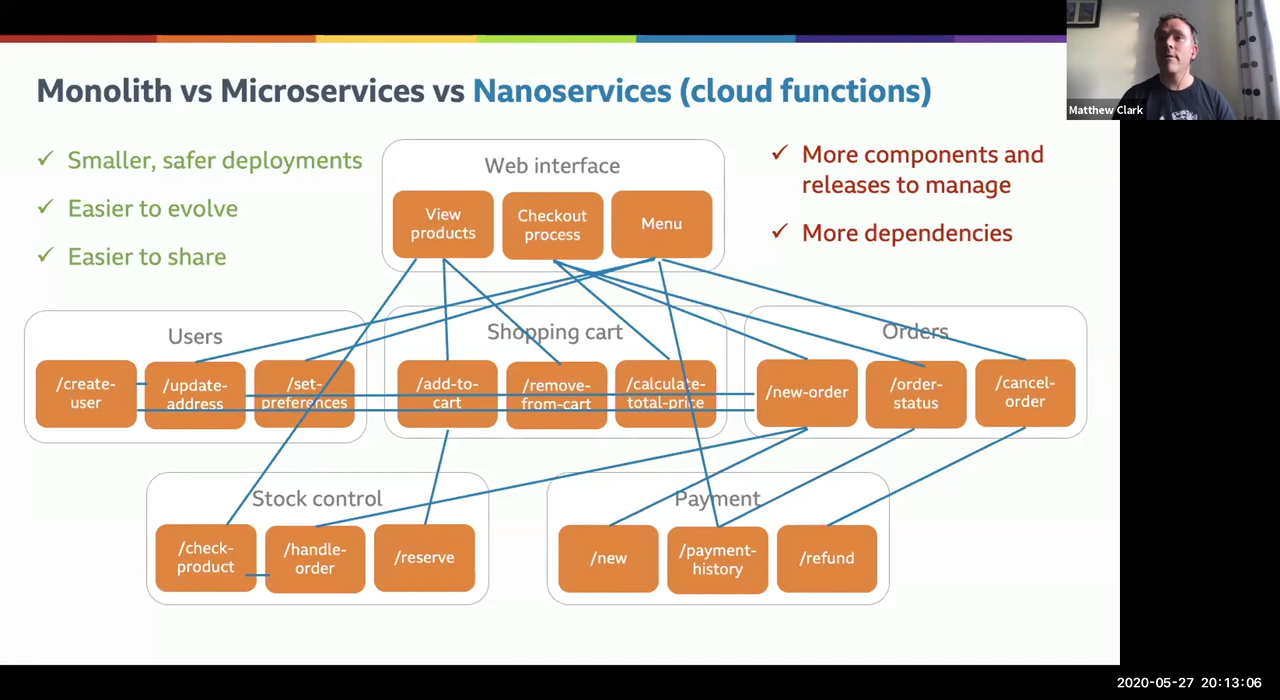 Monolith vs Microservices vs Nanoservices (cloud functions)
Matthew Clark
✓ Smaller, safer deployments
✓ Easier to evolve
✓ Easier to share
Web interface
View
products
Checkout
process
Menu
✓ More components and
releases to manage
✓ More dependencies
Users
/create-
user
/update-
address
/set-
preferences
Shopping cart
/add-to-
cart
/remove-
from-cart
/calculate-
total-price
Orders
/new-order
/order-
status
/cancel-
order
Stock control
/check-
product
/handle-
order
/reserve
Payment
/new
/payment-
history
/refund
2020-05-27 20:13:06